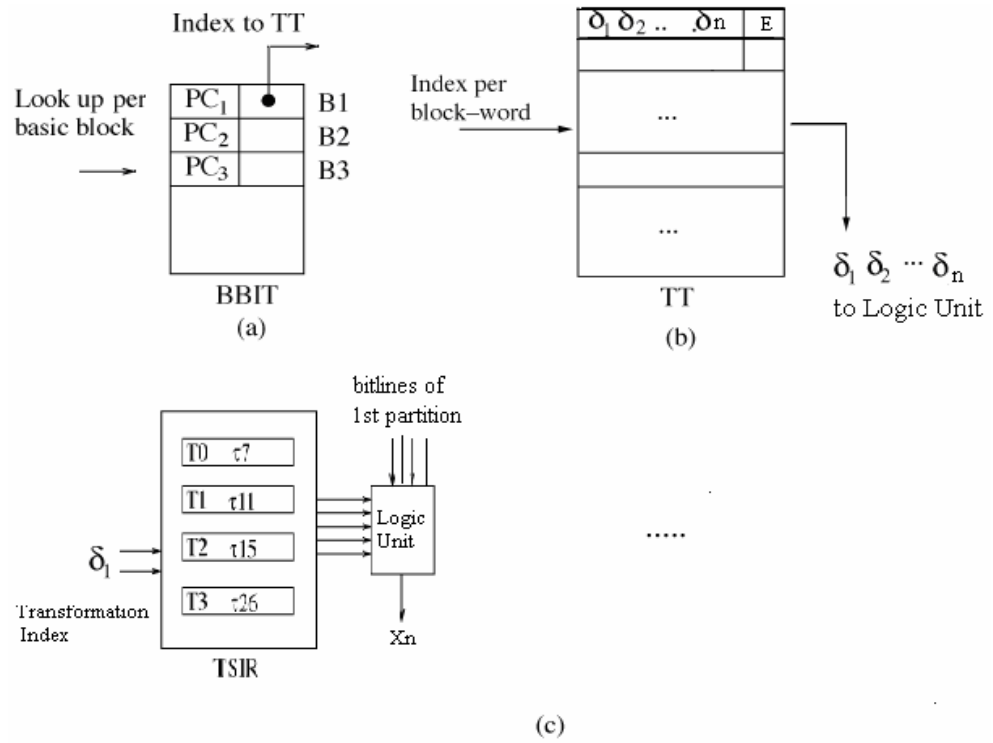 Index to TT
Look up per
basic block
PC1
B1
PC2
B2
PC3
B3
BBIT
(a)
δ1 δ2 .. .δn E
Index per
block–word
...
...
TT
(b)
δ1 δ2 ... δn
to Logic Unit
bitlines of
1st partition
T0 τ7
T1 τ11
T2 τ15
T3 τ26
δ1
Transformation
Index
TSIR
Logic
Unit
Xn
.....
(c)